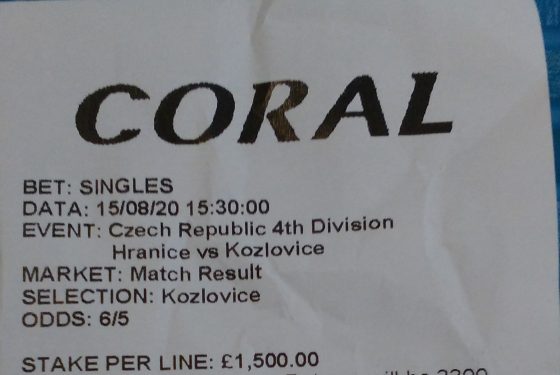 CORAL
BET: SINGLES
DATA: 15/08/20 15:30:00
EVENT: Czech Republic 4th Division
Hranice vs Kozlovice
MARKET: Match Result
SELECTION: Kozlovice
ODDS: 6/5
STAKE PER LINE: £1,500.00